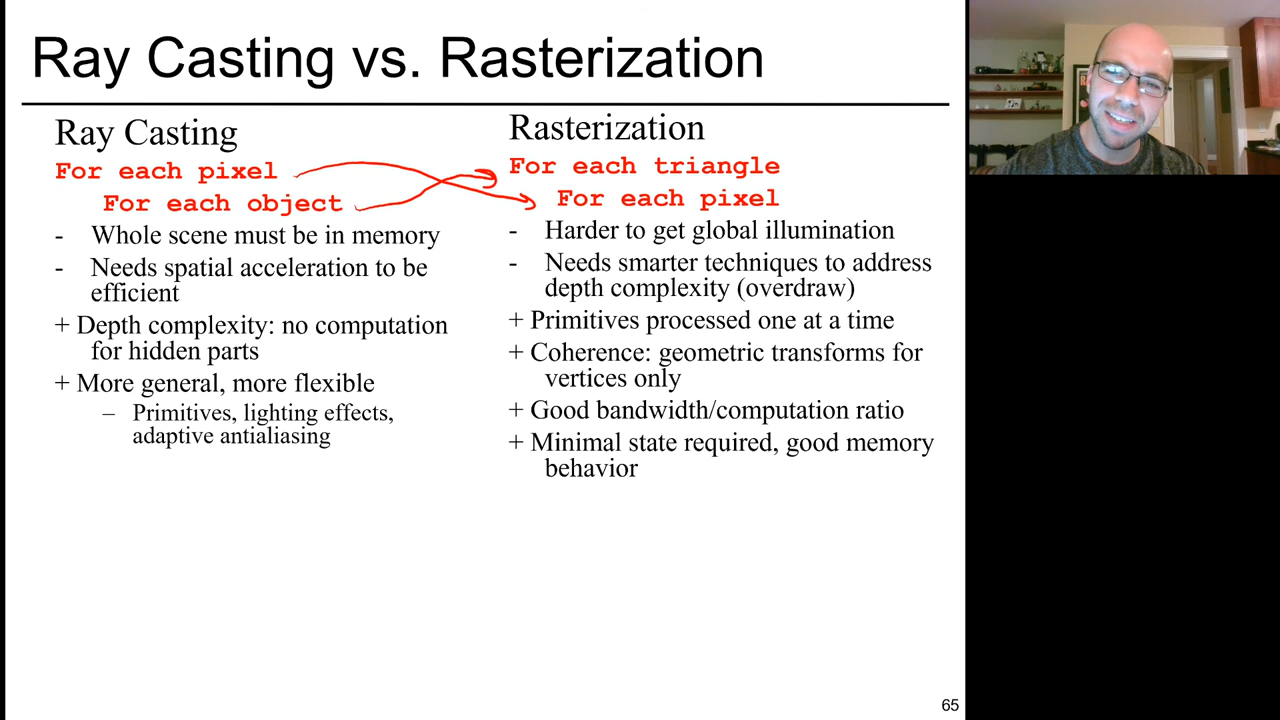 Ray Casting vs. Rasterization
Ray Casting
For each pixel
For each object
- Whole scene must be in memory
- Needs spatial acceleration to be
efficient
+ Depth complexity: no computation
for hidden parts
+ More general, more flexible
– Primitives, lighting effects,
adaptive antialiasing
Rasterization
For each triangle
For each pixel
- Harder to get global illumination
- Needs smarter techniques to address
depth complexity (overdraw)
+ Primitives processed one at a time
+ Coherence: geometric transforms for
vertices only
+ Good bandwidth/computation ratio
+ Minimal state required, good memory
behavior
65